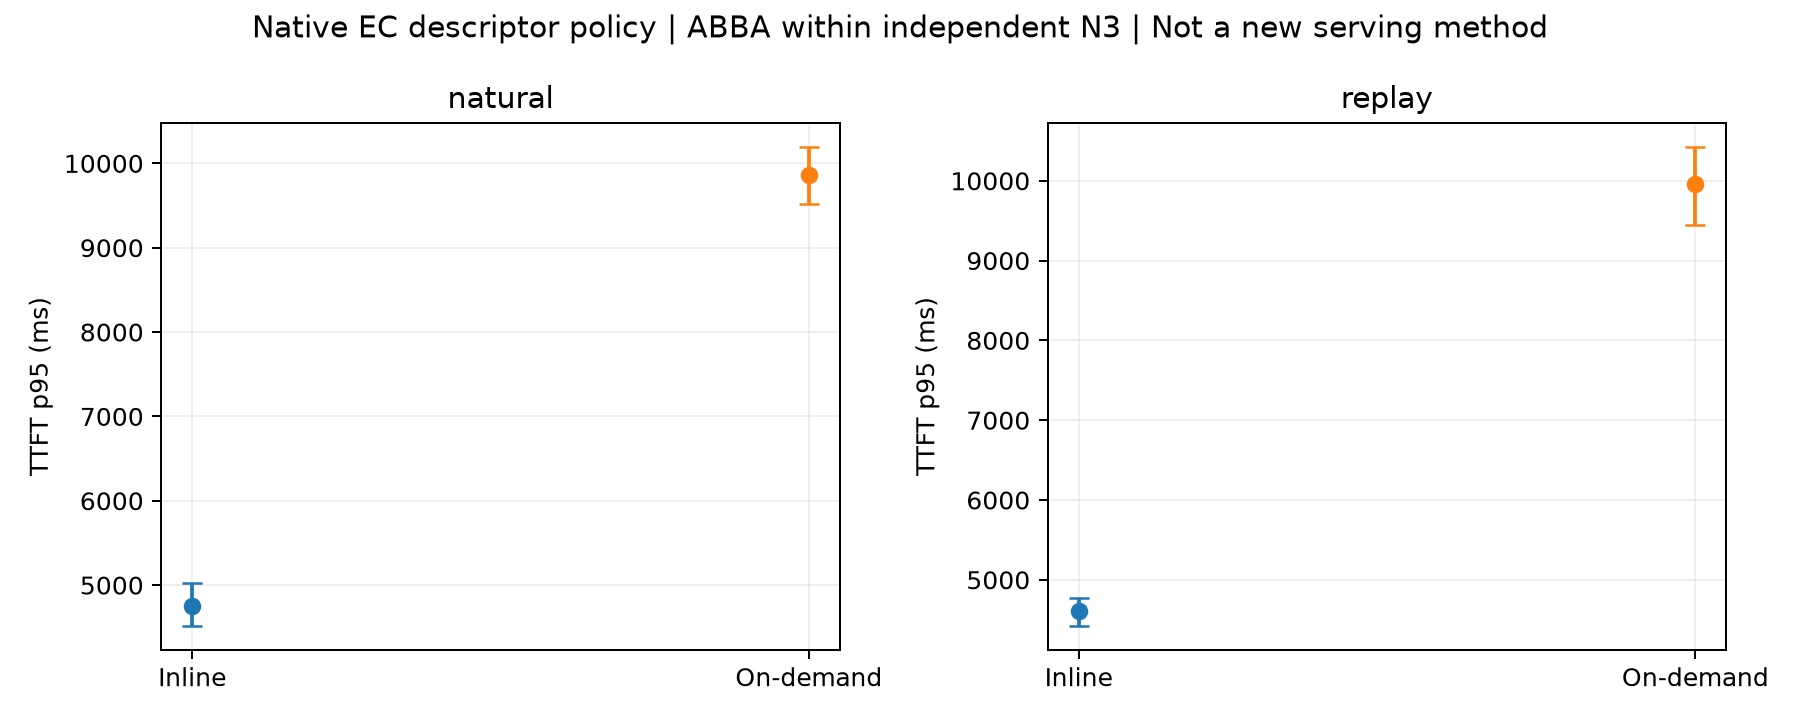 Native EC descriptor policy | ABBA within independent N3 | Not a new serving method
natural
TTFT p95 (ms)
10000
9000
8000
7000
6000
5000
Inline
On-demand
replay
TTFT p95 (ms)
10000
9000
8000
7000
6000
5000
Inline
On-demand